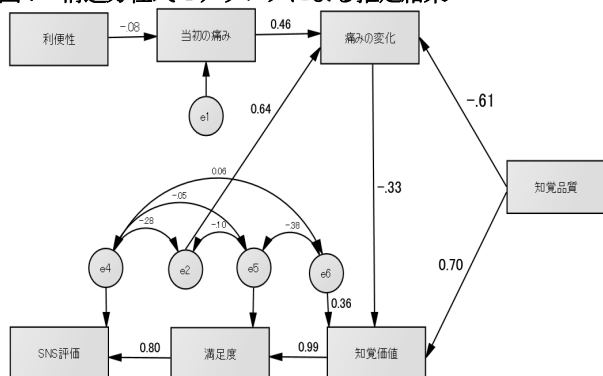 利便性
-.08
当初の痛み
0.46
痛みの変化
e1
0.64
-.61
知覚品質
0.06
-.05
-.28
-.10
-.38
-.33
e4
e2
e5
e6
0.36
0.70
SNS評価
0.80
満足度
0.99
知覚価値